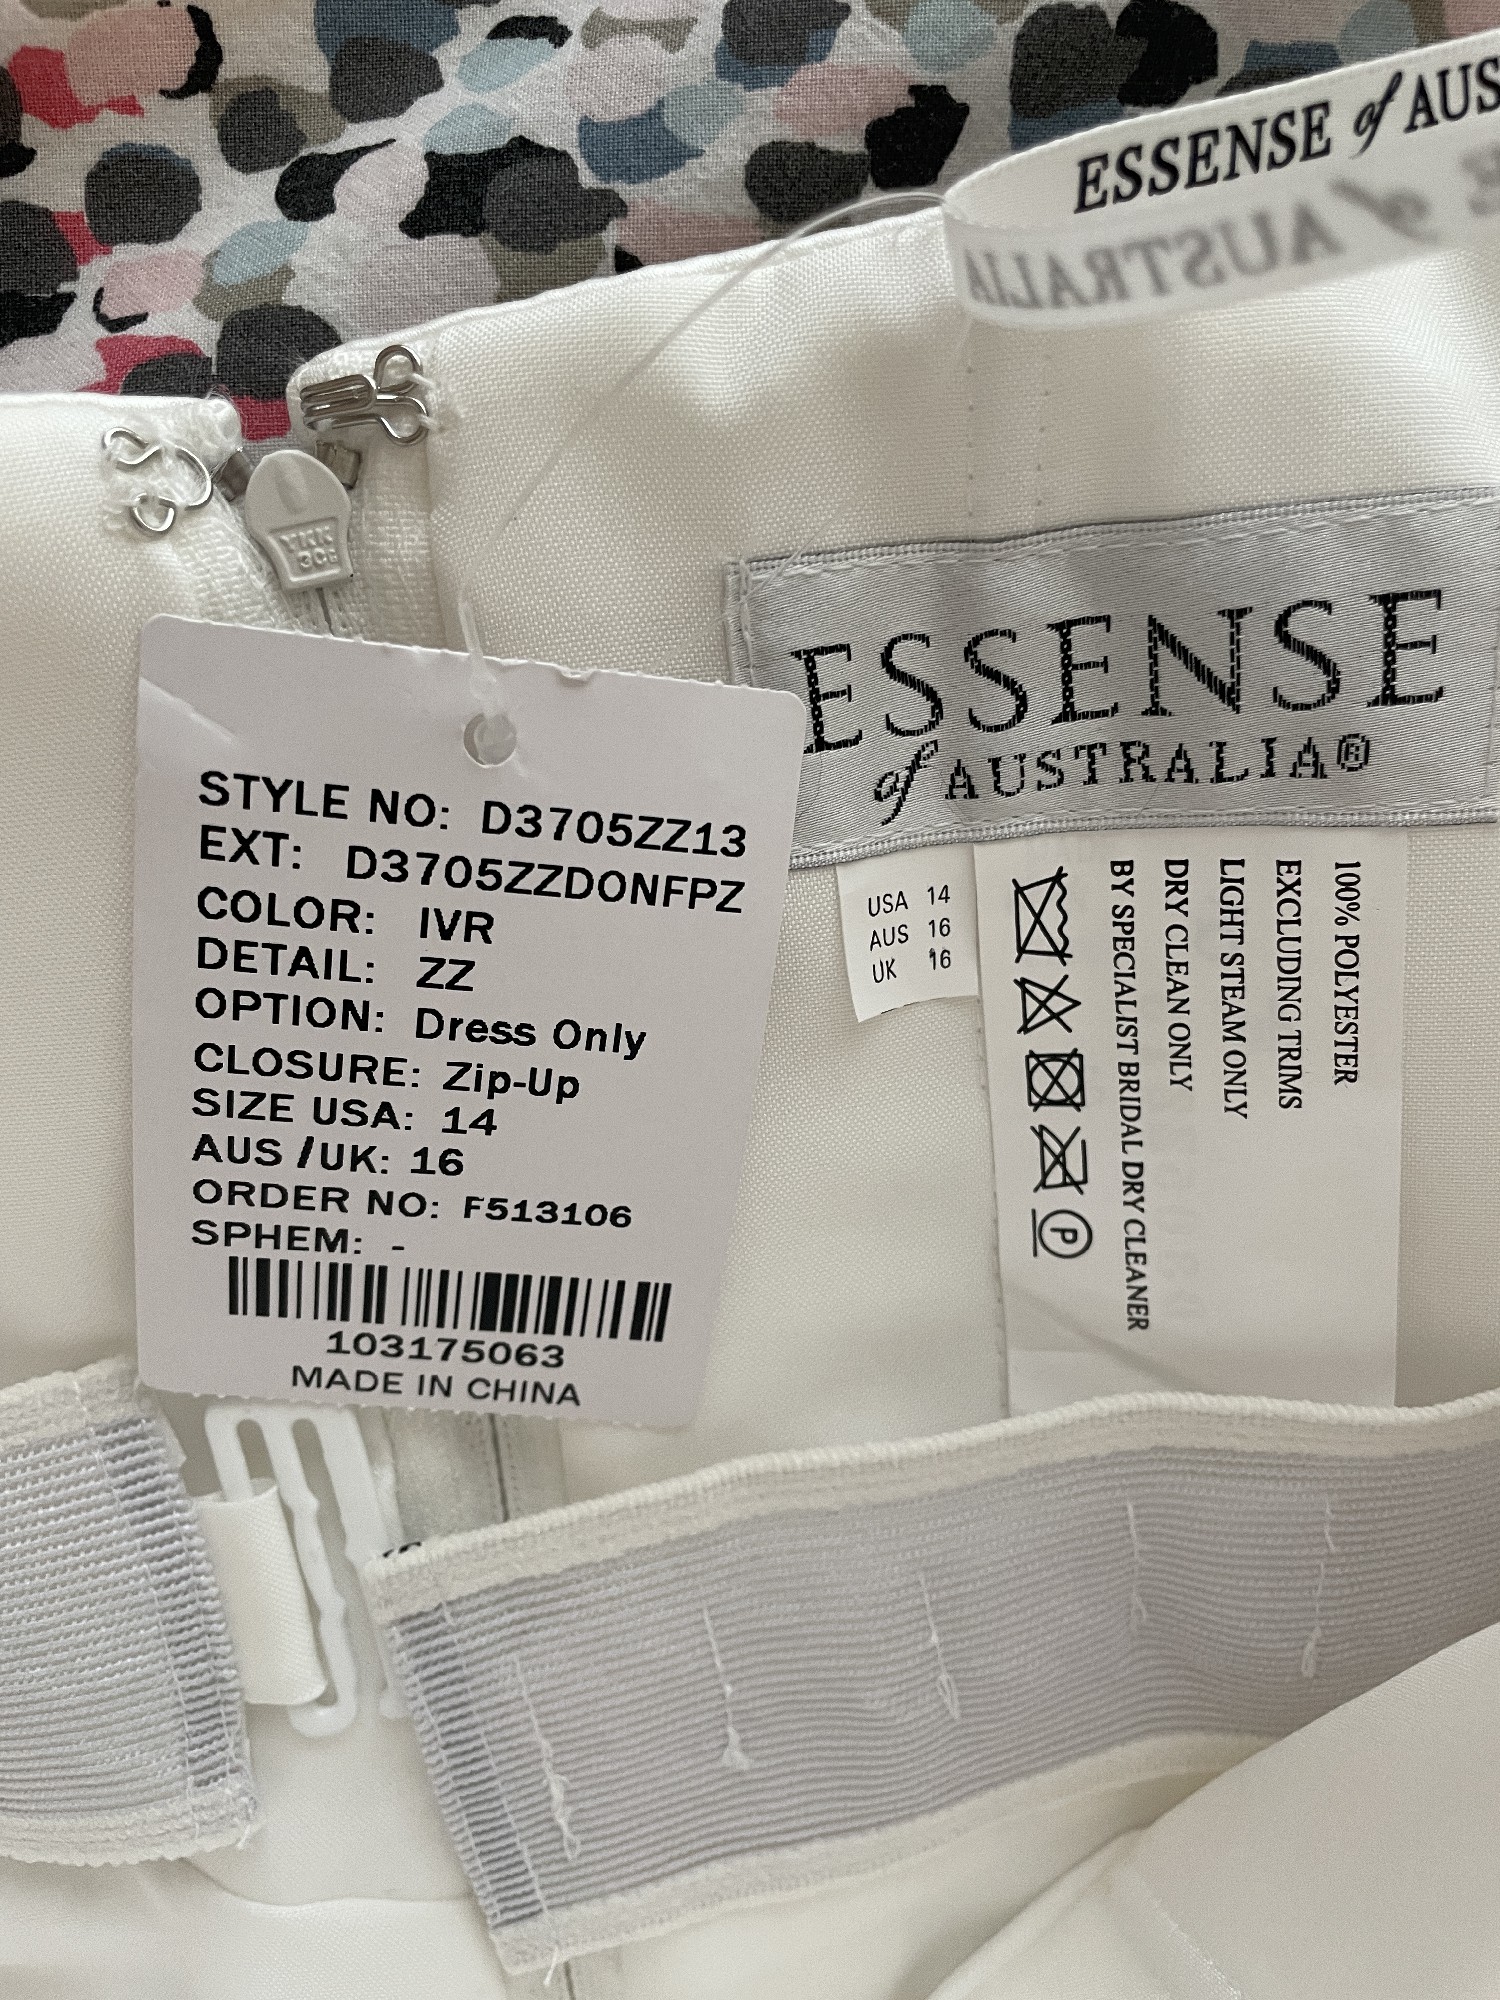 ESSENSE of AUS
of AUSTRALIA
YKK
ESSENSE
of AUSTRALIA®
STYLE NO: D3705ZZ13
EXT: D3705ZZDONFPZ
COLOR: IVR
DETAIL: ZZ
OPTION: Dress Only
CLOSURE: Zip-Up
SIZE USA: 14
AUS /UK: 16
ORDER NO: F513106
SPHEM: -
103175063
MADE IN CHINA
USA 14
AUS 16
UK 16
100% POLYESTER
EXCLUDING TRIMS
LIGHT STEAM ONLY
DRY CLEAN ONLY
BY SPECIALIST BRIDAL DRY CLEANER
P